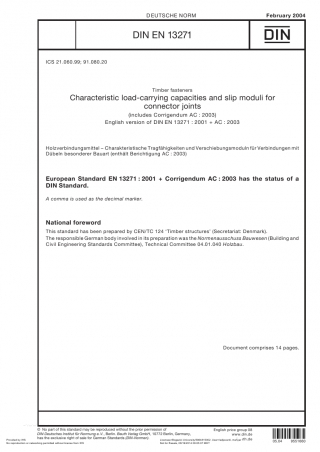 DEUTSCHE NORM
February 2004
DIN EN 13271
DIN
ICS 21.060.99; 91.080.20
Timber fasteners
Characteristic load-carrying capacities and slip moduli for
connector joints
(includes Corrigendum AC : 2003)
English version of DIN EN 13271 : 2001 + AC : 2003
Holzverbindungsmittel – Charakteristische Tragfähigkeiten und Verschiebungsmoduln für Verbindungen mit
Dübeln besonderer Bauart (enthält Berichtigung AC : 2003)
European Standard EN 13271 : 2001 + Corrigendum AC : 2003 has the status of a
DIN Standard.
A comma is used as the decimal marker.
National foreword
This standard has been prepared by CEN/TC 124 'Timber structures' (Secretariat: Denmark).
The responsible German body involved in its preparation was the Normenausschuss Bauwesen (Building and
Civil Engineering Standards Committee), Technical Committee 04.01.040 Holzbau.
Document comprises 14 pages.
© No part of this standard may be reproduced without the prior permission of
DIN Deutsches Institut für Normung e. V., Berlin. Beuth Verlag GmbH, 10772 Berlin, Germany,
has the exclusive right of sale for German Standards (DIN-Normen).
English price group
www.din.de